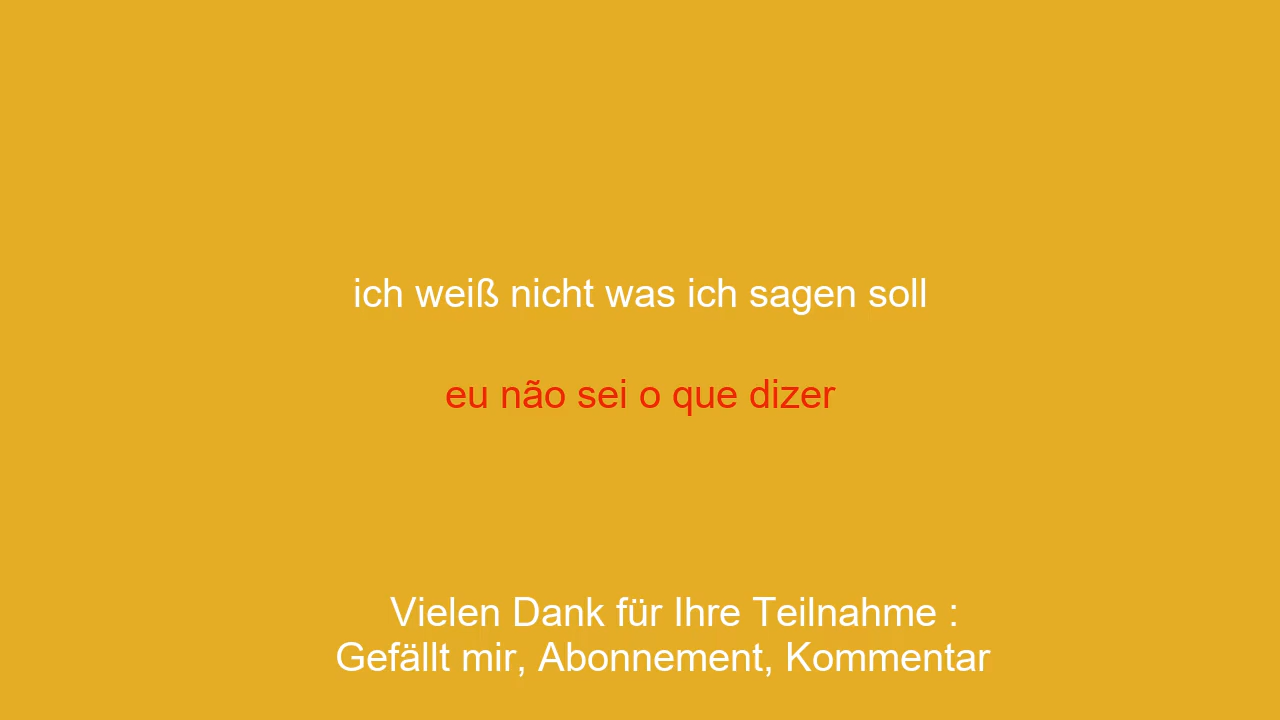 ich weiß nicht was ich sagen soll
eu não sei o que dizer
Vielen Dank für Ihre Teilnahme :
Gefällt mir, Abonnement, Kommentar